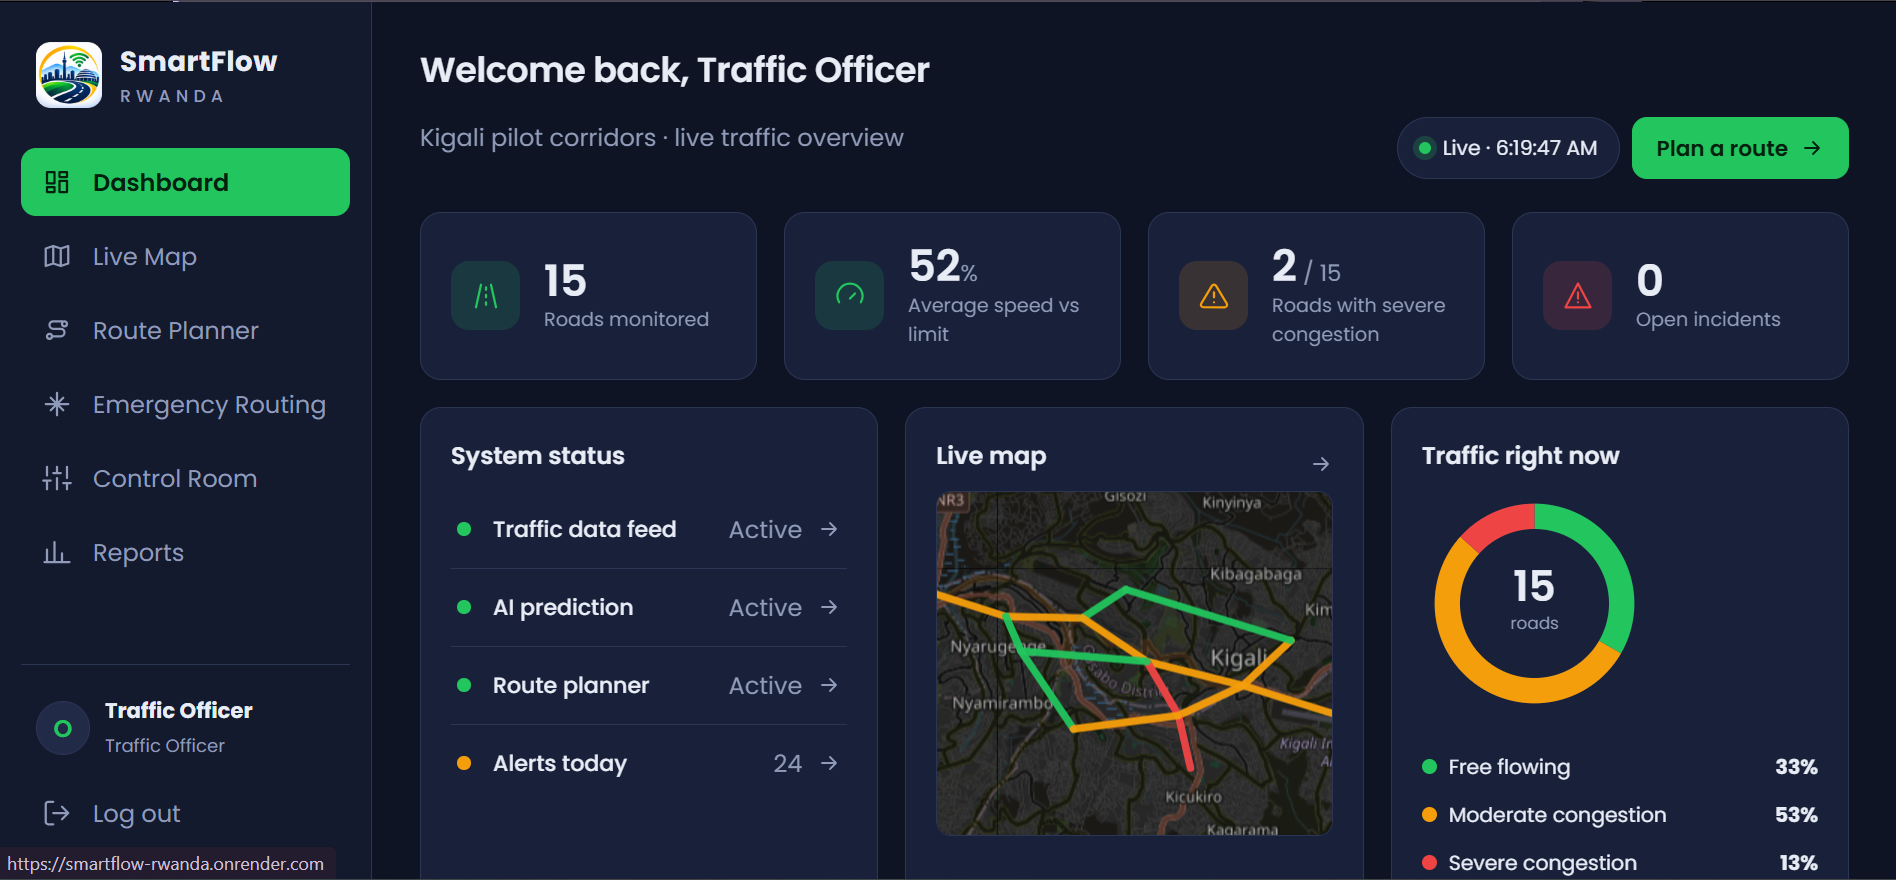 SmartFlow
RWANDA
Dashboard
Live Map
Route Planner
Emergency Routing
Control Room
Reports
Traffic Officer
Traffic Officer
Log out
https://smartflow-rwanda.onrender.com
Welcome back, Traffic Officer
Kigali pilot corridors · live traffic overview
Live · 6:19:47 AM
Plan a route →
15
Roads monitored
52%
Average speed vs
limit
2 / 15
Roads with severe
congestion
0
Open incidents
System status
Traffic data feed Active →
AI prediction Active →
Route planner Active →
Alerts today 24 →
Live map →
NR3
Gisozi
Kinyinya
Kibagabaga
Kim
Nyarugenge
Kigali
Gasabo District
Nyamirambo
Kigali In
A
Kicukiro
Kagarama
Traffic right now
15
roads
Free flowing 33%
Moderate congestion 53%
Severe congestion 13%